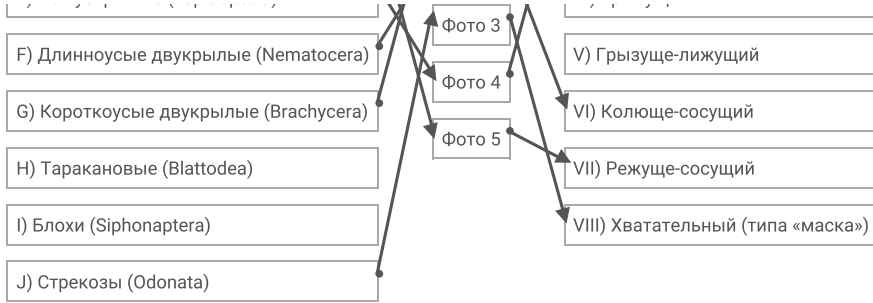 F) Длинноусые двукрылые (Nematocera)
G) Короткоусые двукрылые (Brachycera)
H) Таракановые (Blattodea)
I) Блохи (Siphonaptera)
J) Стрекозы (Odonata)
Фото 3
Фото 4
Фото 5
V) Грызуще-лижущий
VI) Колюще-сосущий
VII) Режуще-сосущий
VIII) Хватательный (типа «маска»)